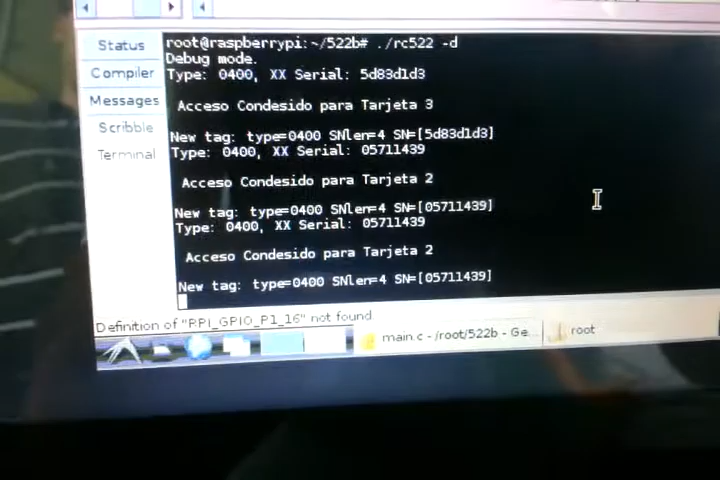 Status
Compiler
Messages
Scribble
Terminal
root@raspberrypi:~/522b# ./rc522 -d
Debug mode.
Type: 0400, XX Serial: 5d83d1d3
Acceso Condesido para Tarjeta 3
New tag: type=0400 SNlen=4 SN=[5d83d1d3]
Type: 0400, XX Serial: 05711439
Acceso Condesido para Tarjeta 2
New tag: type=0400 SNlen=4 SN=[05711439]
Type: 0400, XX Serial: 05711439
Acceso Condesido para Tarjeta 2
New tag: type=0400 SNlen=4 SN=[05711439]
Definition of "RPI_GPIO_P1_16" not found
main.c - /root/522b - Ge...
root